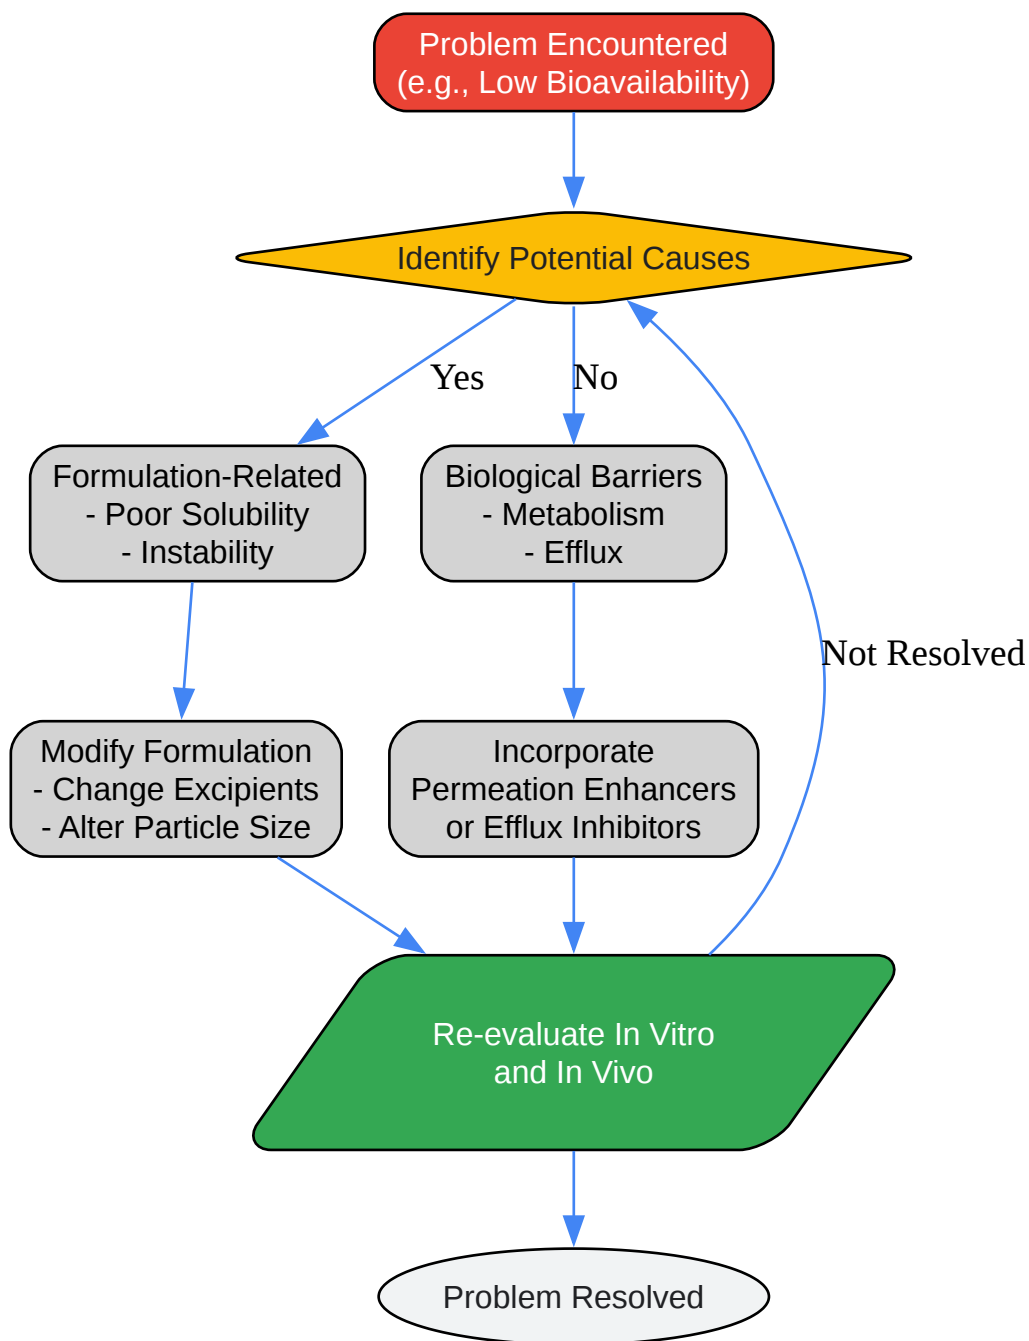 Problem Encountered
(e.g., Low Bioavailability)
Identify Potential Causes
Yes
No
Formulation-Related
- Poor Solubility
- Instability
Biological Barriers
- Metabolism
- Efflux
Not Resolved
Modify Formulation
- Change Excipients
- Alter Particle Size
Incorporate
Permeation Enhancers
or Efflux Inhibitors
Re-evaluate In Vitro
and In Vivo
Problem Resolved